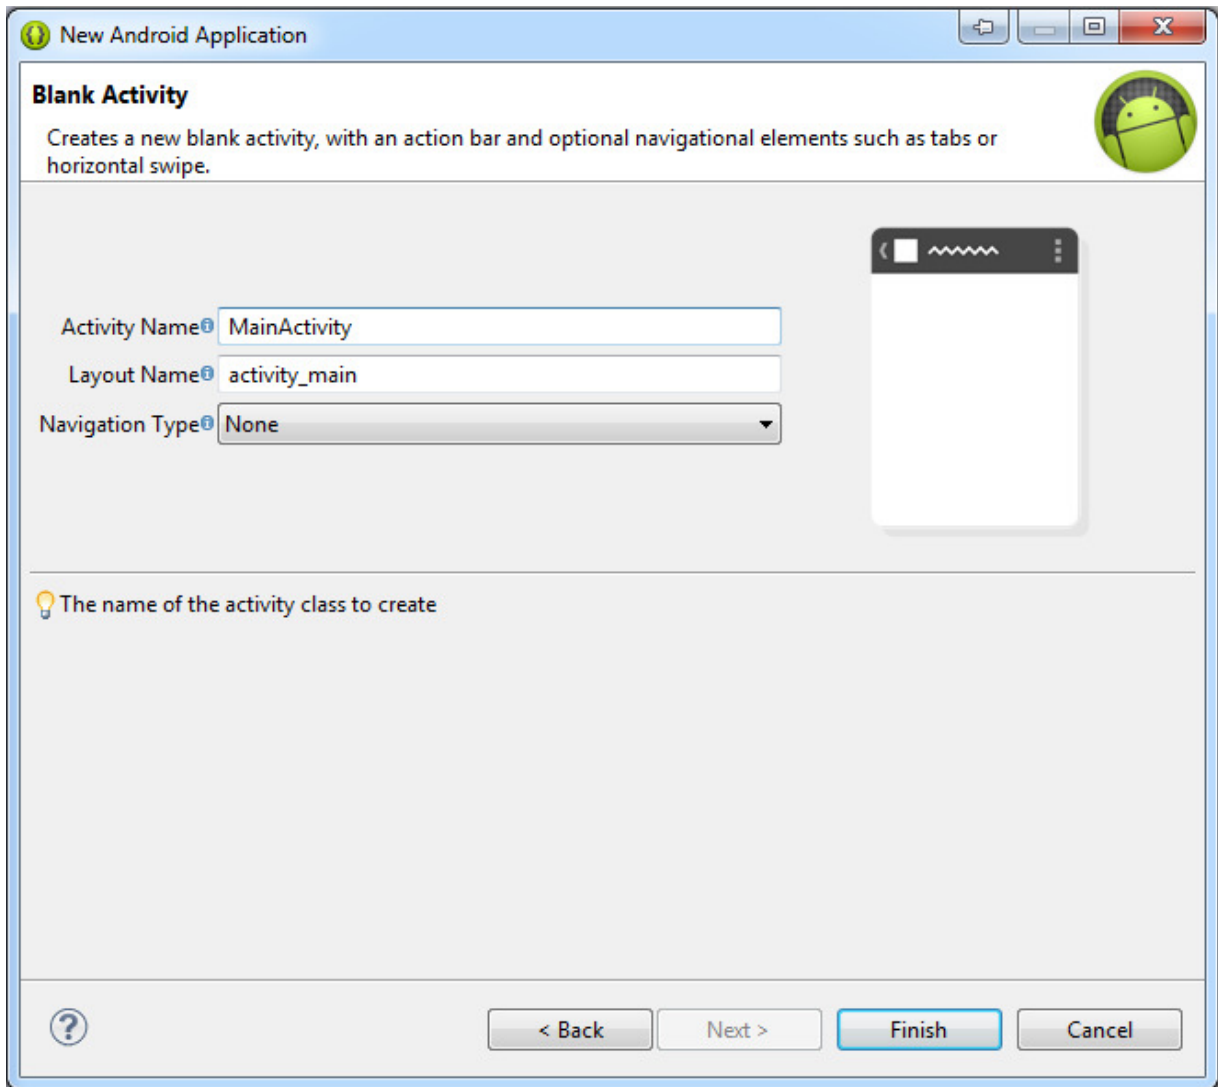 New Android Application
Blank Activity
Creates a new blank activity, with an action bar and optional navigational elements such as tabs or
horizontal swipe.
Activity Name MainActivity
Layout Name activity_main
Navigation Type None
The name of the activity class to create
< Back Next > Finish Cancel